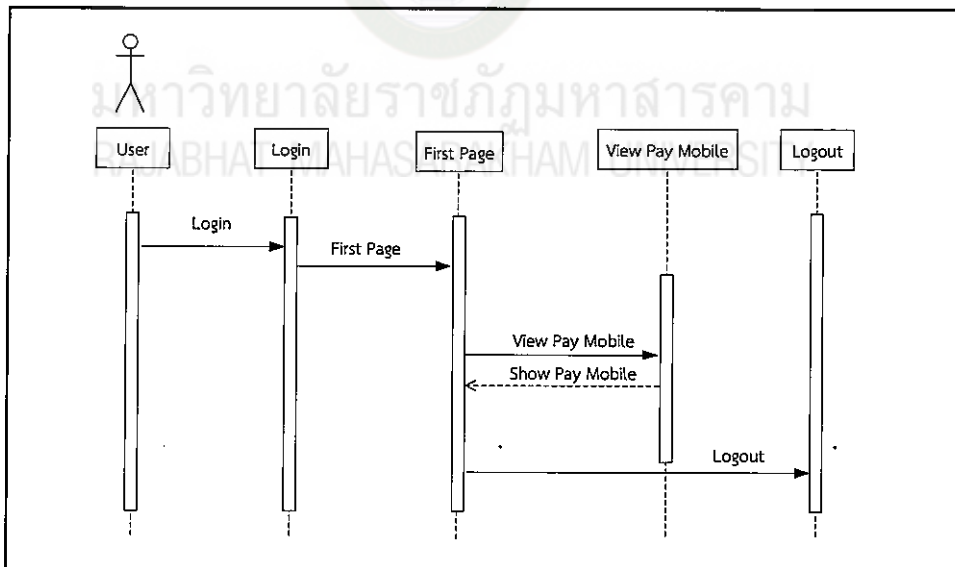 มหาวิทยาลัยราชภัฏมหาสารคาม
RAJABHAT MAHASARAKHAM UNIVERSITY
User
Login
First Page
View Pay Mobile
Logout
Login
First Page
View Pay Mobile
Show Pay Mobile
Logout